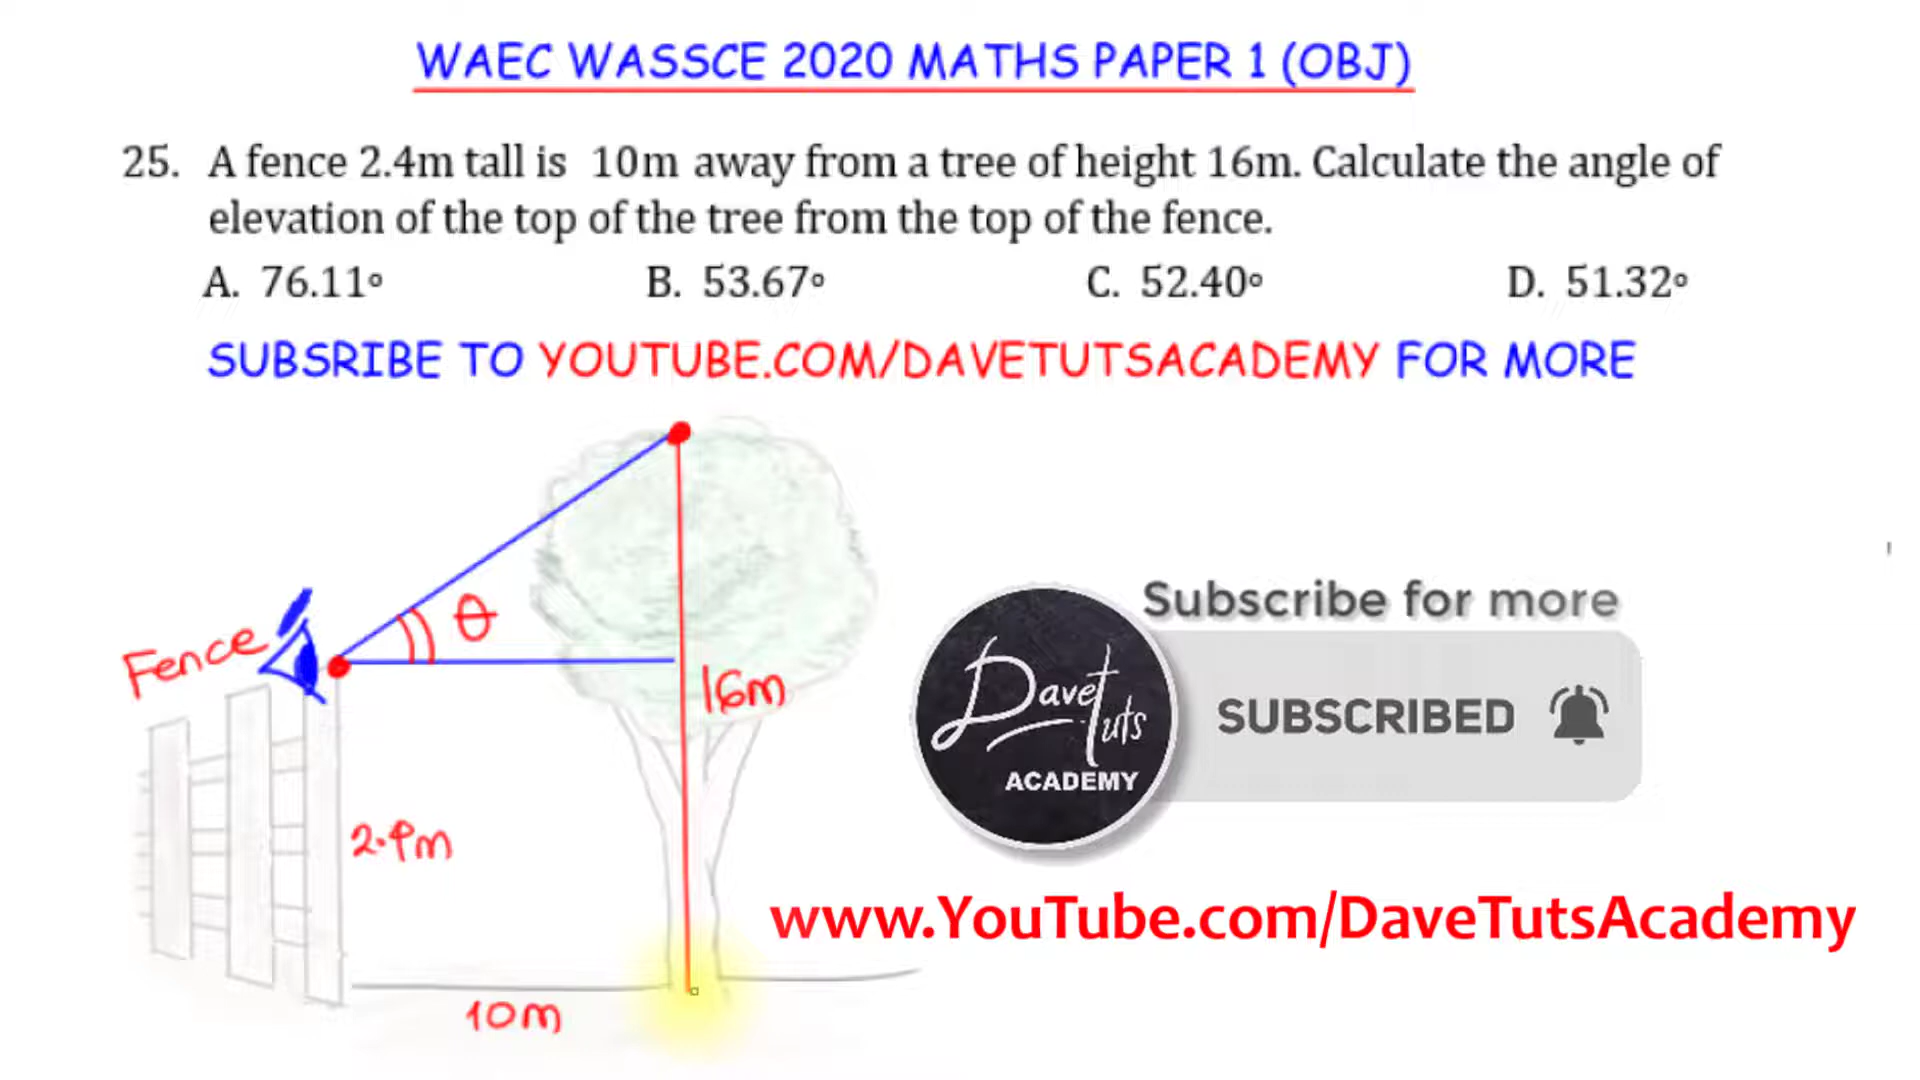 WAEC WASSCE 2020 MATHS PAPER 1 (OBJ)
25. A fence 2.4m tall is 10m away from a tree of height 16m. Calculate the angle of
elevation of the top of the tree from the top of the fence.
A. 76.11° B. 53.67° C. 52.40° D. 51.32°
SUBSRIBE TO YOUTUBE.COM/DAVETUTSACADEMY FOR MORE
Fence
θ
16m
2.4m
10m
Subscribe for more
Dave Tuts
ACADEMY
SUBSCRIBED
www.YouTube.com/DaveTutsAcademy